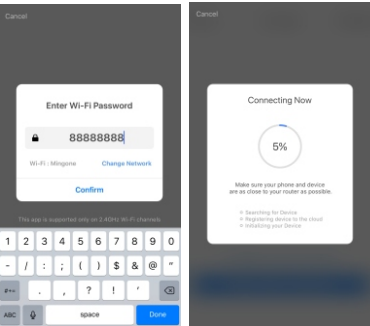 Cancel
Enter Wi-Fi Password
88888888
Wi-Fi : Mingone
Change Network
Confirm
This app is supported only on 2.4GHz Wi-Fi channels
1 2 3 4 5 6 7 8 9 0
- / : ; ( ) $ & @ "
#+= . , ? ! '
ABC space Done
Cancel
Connecting Now
5%
Make sure your phone and device
are as close to your router as possible.
Searching for Device
Registering device to the cloud
Initializing your Device